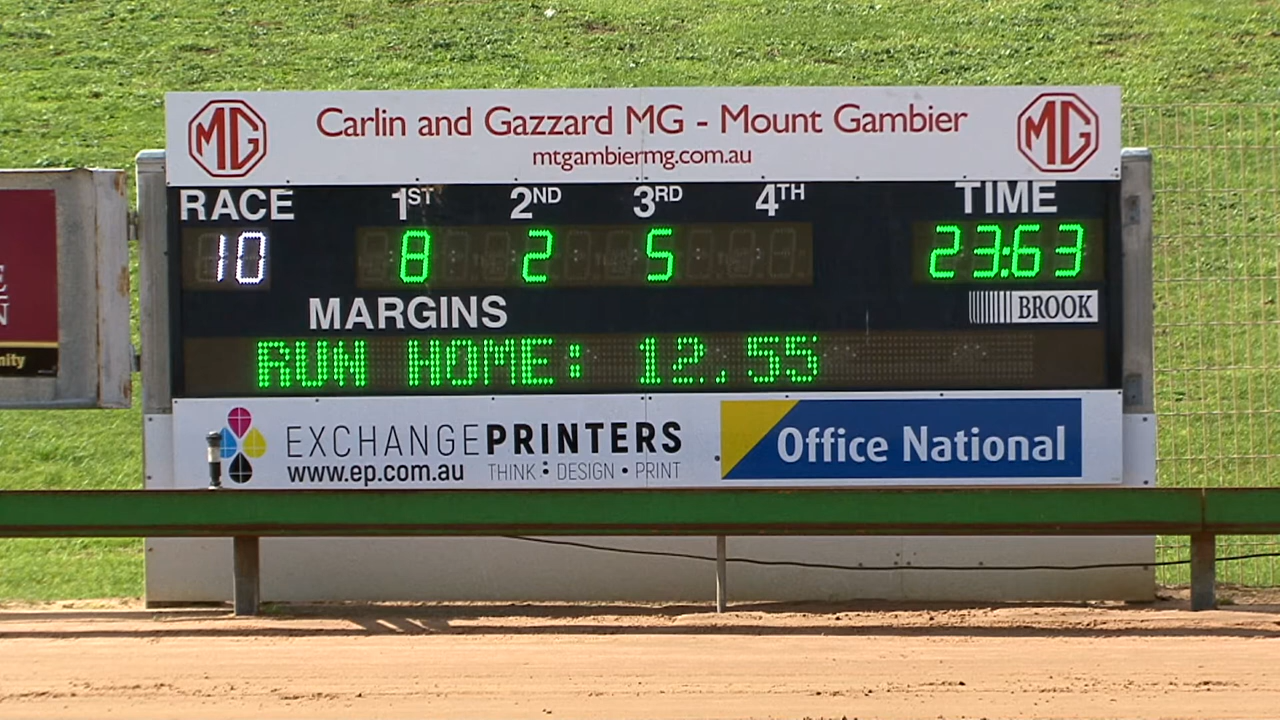 MG Carlin and Gazzard MG - Mount Gambier MG
mtgambiermg.com.au
RACE 1ST 2ND 3RD 4TH TIME
10 8 2 5 23:63
MARGINS BROOK
RUN HOME: 12.55
EXCHANGEPRINTERS Office National
www.ep.com.au THINK : DESIGN • PRINT
E
N
nity